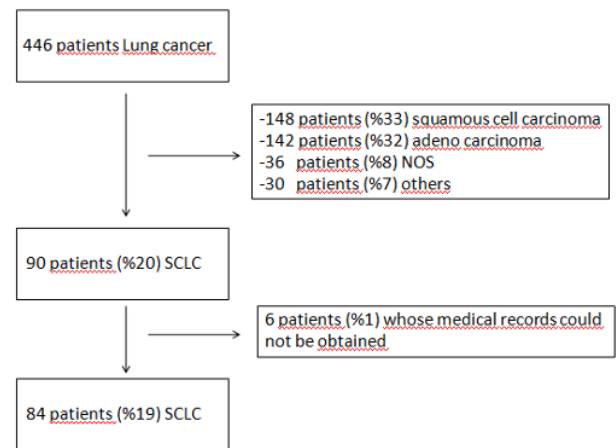 446 patients Lung cancer
-148 patients (%33) squamous cell carcinoma
-142 patients (%32) adeno carcinoma
-36 patients (%8) NOS
-30 patients (%7) others
90 patients (%20) SCLC
6 patients (%1) whose medical records could
not be obtained
84 patients (%19) SCLC